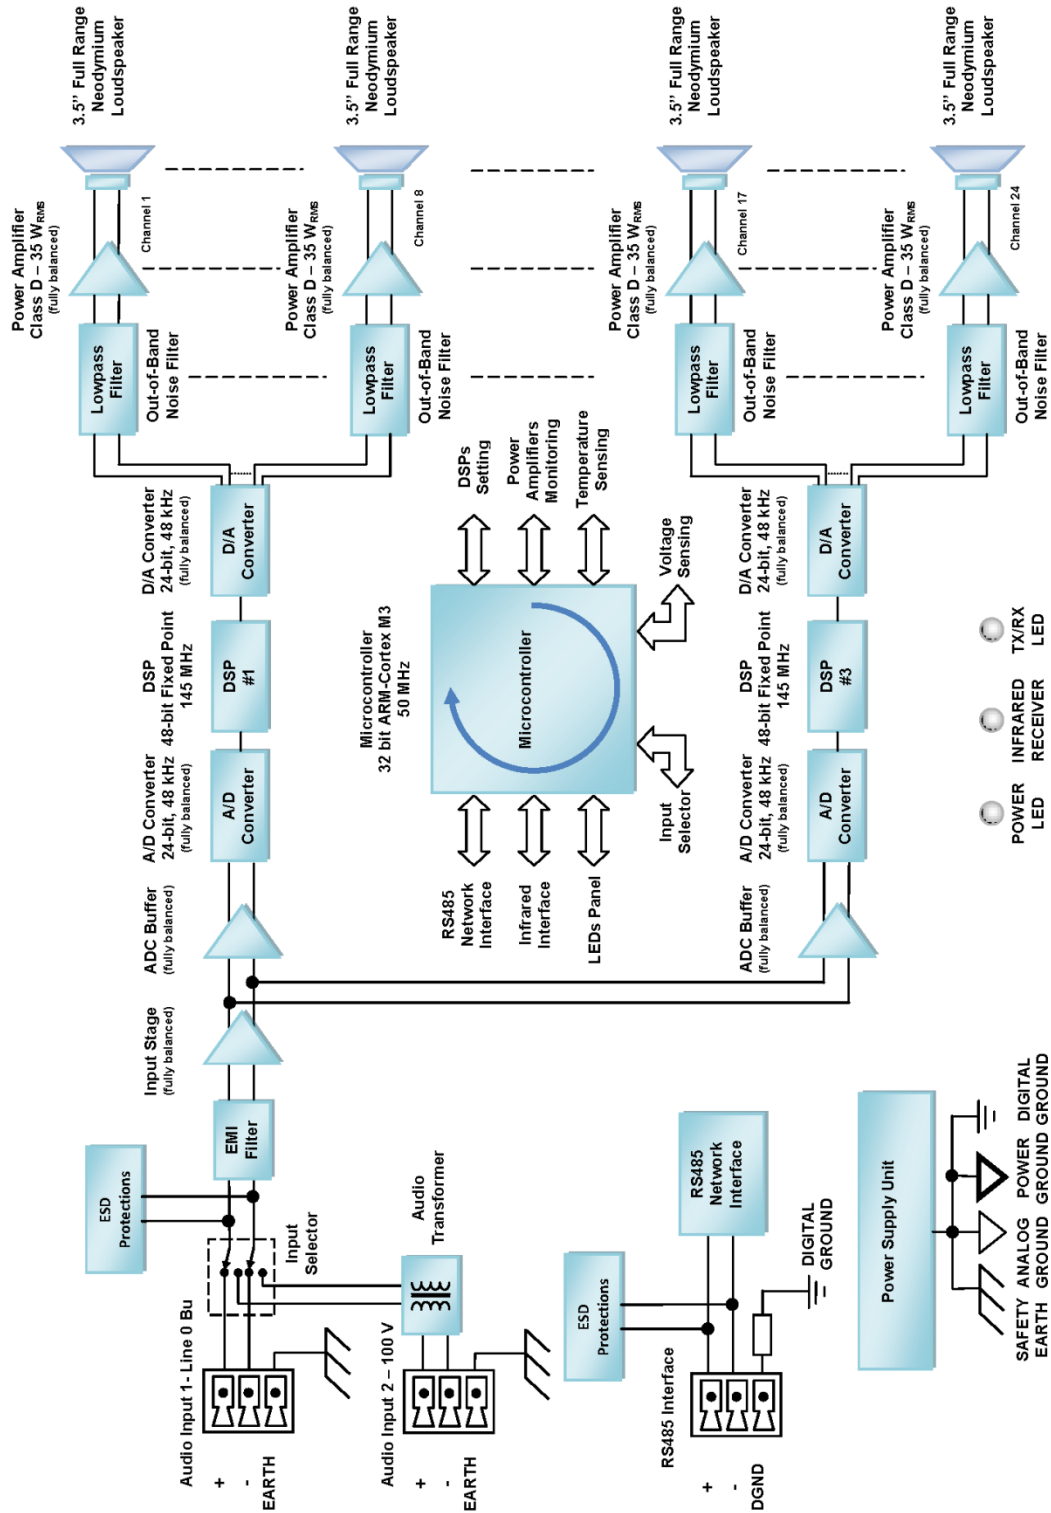 Audio Input 1- Line 0 Bu
+
-
EARTH
ESD
Protections
Input
Selector
EMI
Filter
Input Stage
(fully balanced)
ADC Buffer
(fully balanced)
A/D Converter
24-bit, 48 kHz
(fully balanced)
A/D
Converter
DSP
48-bit Fixed Point
145 MHz
DSP
#1
D/A Converter
24-bit, 48 kHz
(fully balanced)
D/A
Converter
Lowpass
Filter
Out-of-Band
Noise Filter
Power Amplifier
Class D – 35 WRMS
(fully balanced)
Channel 1
3.5” Full Range
Neodymium
Loudspeaker
Lowpass
Filter
Out-of-Band
Noise Filter
Power Amplifier
Class D – 35 WRMS
(fully balanced)
Channel 8
3.5” Full Range
Neodymium
Loudspeaker
Audio Input 2 – 100 V
+
-
EARTH
Audio
Transformer
Microcontroller
32 bit ARM-Cortex M3
50 MHz
Microcontroller
RS485
Network
Interface
Infrared
Interface
LEDs Panel
Input
Selector
Voltage
Sensing
DSPs
Setting
Power
Amplifiers
Monitoring
Temperature
Sensing
RS485 Interface
+
-
DGND
ESD
Protections
RS485
Network
Interface
DIGITAL
GROUND
ADC Buffer
(fully balanced)
A/D Converter
24-bit, 48 kHz
(fully balanced)
A/D
Converter
DSP
48-bit Fixed Point
145 MHz
DSP
#3
D/A Converter
24-bit, 48 kHz
(fully balanced)
D/A
Converter
Lowpass
Filter
Out-of-Band
Noise Filter
Power Amplifier
Class D – 35 WRMS
(fully balanced)
Channel 17
3.5” Full Range
Neodymium
Loudspeaker
Lowpass
Filter
Out-of-Band
Noise Filter
Power Amplifier
Class D – 35 WRMS
(fully balanced)
Channel 24
3.5” Full Range
Neodymium
Loudspeaker
Power Supply Unit
SAFETY
EARTH
ANALOG
GROUND
POWER
GROUND
DIGITAL
GROUND
POWER
LED
INFRARED
RECEIVER
TX/RX
LED